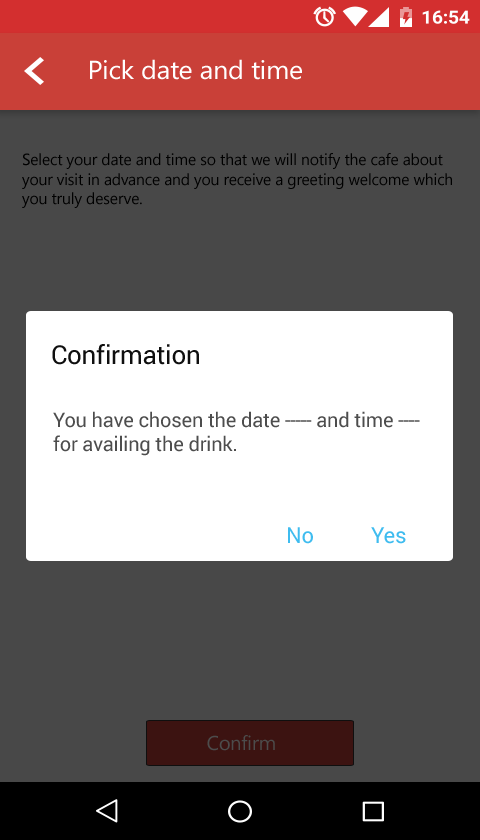 16:54
Pick date and time
Select your date and time so that we will notify the cafe about
your visit in advance and you receive a greeting welcome which
you truly deserve.
Confirmation
You have chosen the date ----- and time ----
for availing the drink.
No Yes
Confirm